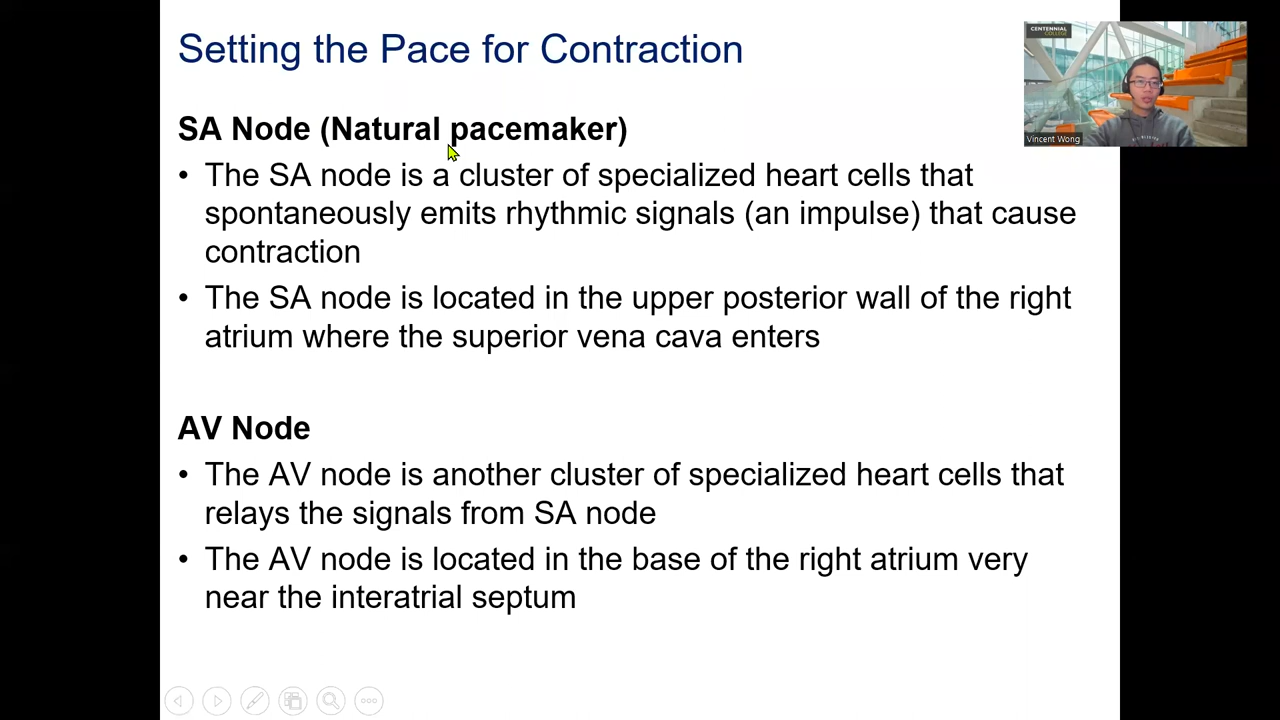 Setting the Pace for Contraction
CENTENNIAL
COLLEGE
Vincent Wong
SA Node (Natural pacemaker)
• The SA node is a cluster of specialized heart cells that
spontaneously emits rhythmic signals (an impulse) that cause
contraction
• The SA node is located in the upper posterior wall of the right
atrium where the superior vena cava enters
AV Node
• The AV node is another cluster of specialized heart cells that
relays the signals from SA node
• The AV node is located in the base of the right atrium very
near the interatrial septum